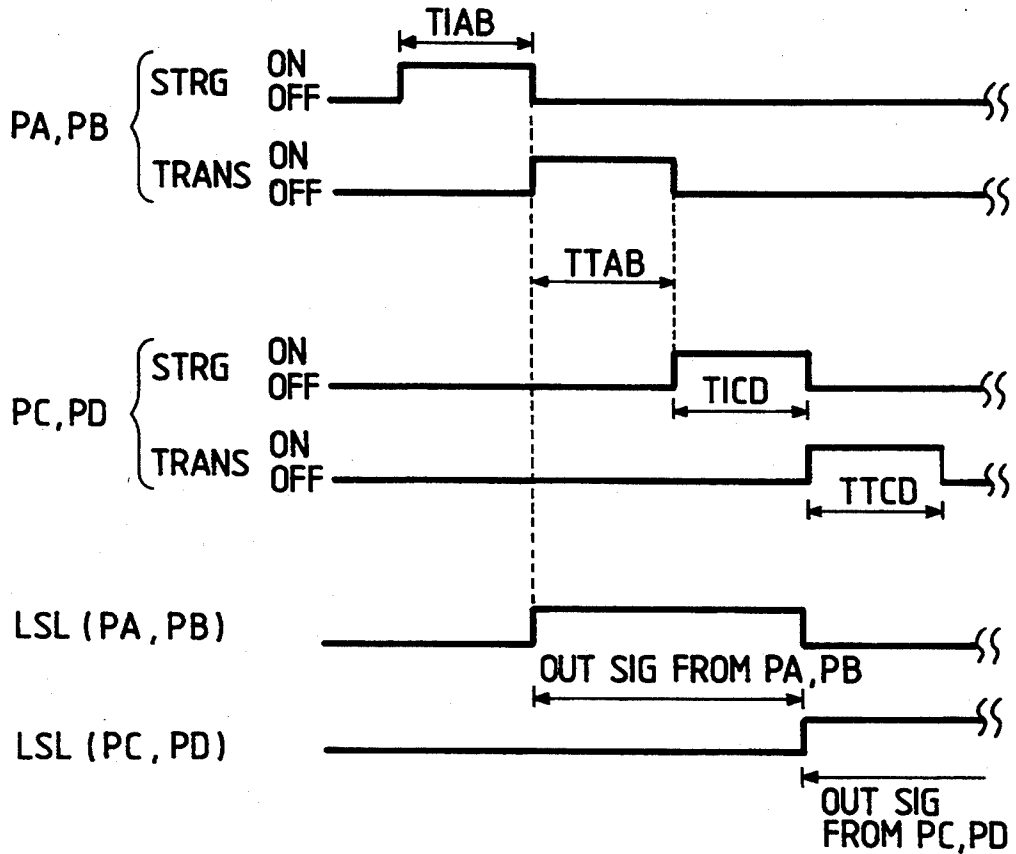 TIAB
PA,PB
STRG ON
OFF
TRANS ON
OFF
TTAB
PC,PD
STRG ON
OFF
TICD
TRANS ON
OFF
TTCD
LSL (PA, PB)
OUT SIG FROM PA,PB
LSL (PC, PD)
OUT SIG
FROM PC,PD